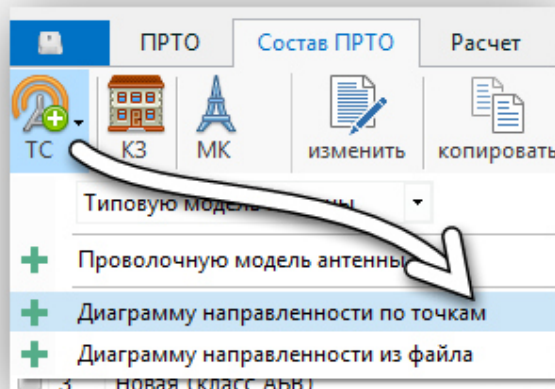 ПРТО Состав ПРТО Расчет
ТС КЗ МК изменить копировать
Типовую
Проволочную модель антенны
Диаграмму направленности по точкам
Диаграмму направленности из файла
3 Новая (класс АБВ)